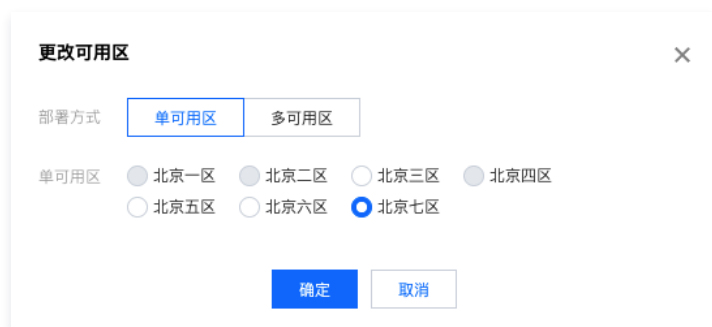 更改可用区
部署方式 单可用区 多可用区
单可用区 北京一区 北京二区 北京三区 北京四区
北京五区 北京六区 北京七区
确定 取消